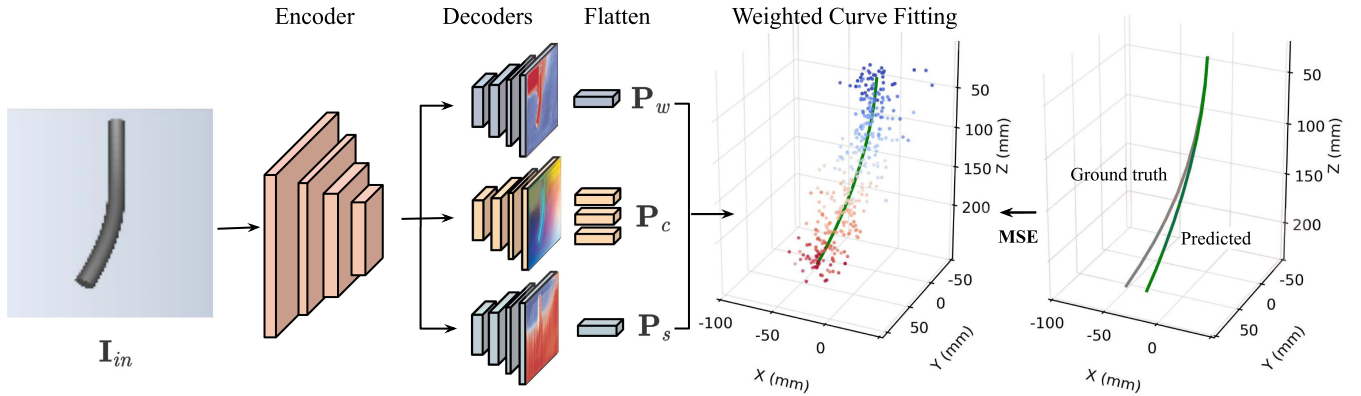 Encoder
Decoders
Flatten
Weighted Curve Fitting
I_in
P_w
P_c
P_s
50
100
150
200
Z (mm)
-50
0
50
Y (mm)
-100
-50
0
X (mm)
MSE
Ground truth
Predicted
50
100
150
200
Z (mm)
-50
0
50
Y (mm)
-100
-50
0
X (mm)